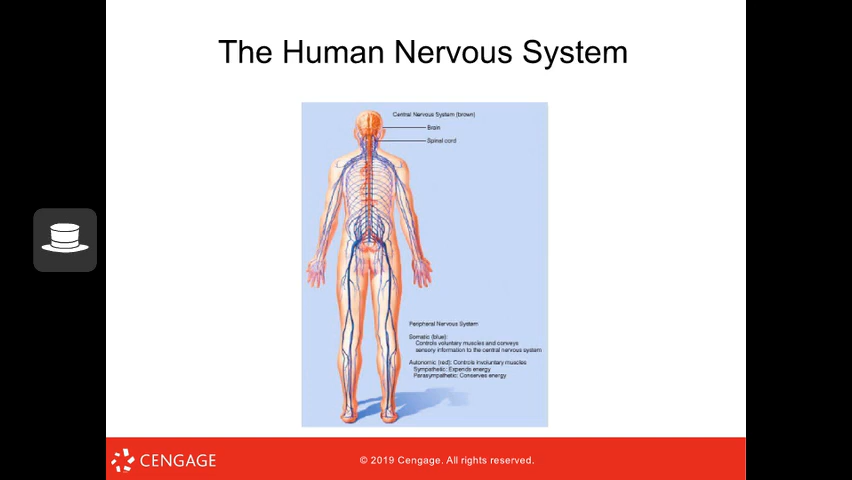 The Human Nervous System
Central Nervous System (brown)
Brain
Spinal cord
Peripheral Nervous System
Somatic (blue):
Controls voluntary muscles and conveys
sensory information to the central nervous system
Autonomic (red): Controls involuntary muscles
Sympathetic: Expends energy
Parasympathetic: Conserves energy
CENGAGE
© 2019 Cengage. All rights reserved.